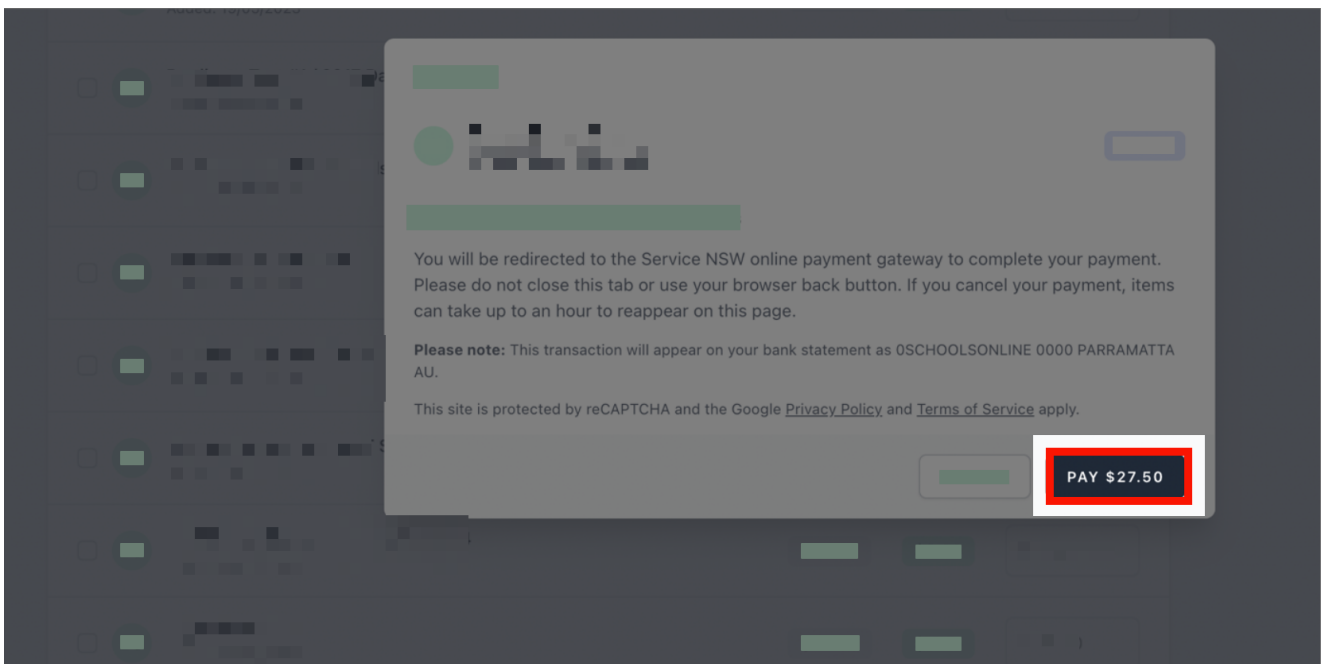 Added: 19/05/2025
You will be redirected to the Service NSW online payment gateway to complete your payment.
Please do not close this tab or use your browser back button. If you cancel your payment, items
can take up to an hour to reappear on this page.
Please note: This transaction will appear on your bank statement as 0SCHOOLSONLINE 0000 PARRAMATTA
AU.
This site is protected by reCAPTCHA and the Google Privacy Policy and Terms of Service apply.
PAY $27.50